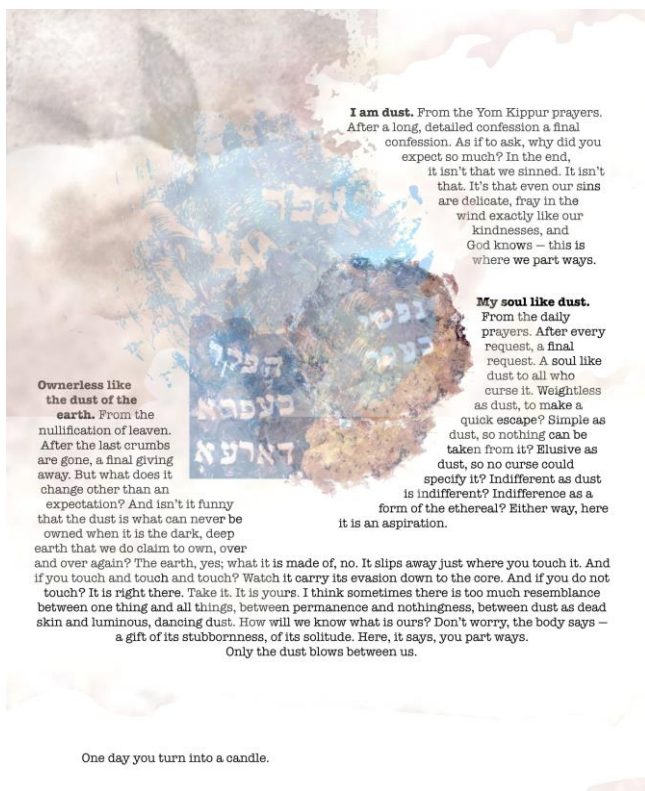 עפר
אני
I am dust. From the Yom Kippur prayers.
After a long, detailed confession a final
confession. As if to ask, why did you
expect so much? In the end,
it isn't that we sinned. It isn't
that. It's that even our sins
are delicate, fray in the
wind exactly like our
kindnesses, and
God knows — this is
where we part ways.
נפשי
כעפר
My soul like dust.
From the daily
prayers. After every
request, a final
request. A soul like
dust to all who
curse it. Weightless
as dust, to make a
quick escape? Simple as
dust, so nothing can be
taken from it? Elusive as
dust, so no curse could
specify it? Indifferent as dust
is indifferent? Indifference as a
form of the ethereal? Either way, here
it is an aspiration.
הפקר
כעפרא
דארעא
Ownerless like
the dust of the
earth. From the
nullification of leaven.
After the last crumbs
are gone, a final giving
away. But what does it
change other than an
expectation? And isn't it funny
that the dust is what can never be
owned when it is the dark, deep
earth that we do claim to own, over
and over again? The earth, yes; what it is made of, no. It slips away just where you touch it. And
if you touch and touch and touch? Watch it carry its evasion down to the core. And if you do not
touch? It is right there. Take it. It is yours. I think sometimes there is too much resemblance
between one thing and all things, between permanence and nothingness, between dust as dead
skin and luminous, dancing dust. How will we know what is ours? Don't worry, the body says —
a gift of its stubbornness, of its solitude. Here, it says, you part ways.
Only the dust blows between us.
One day you turn into a candle.